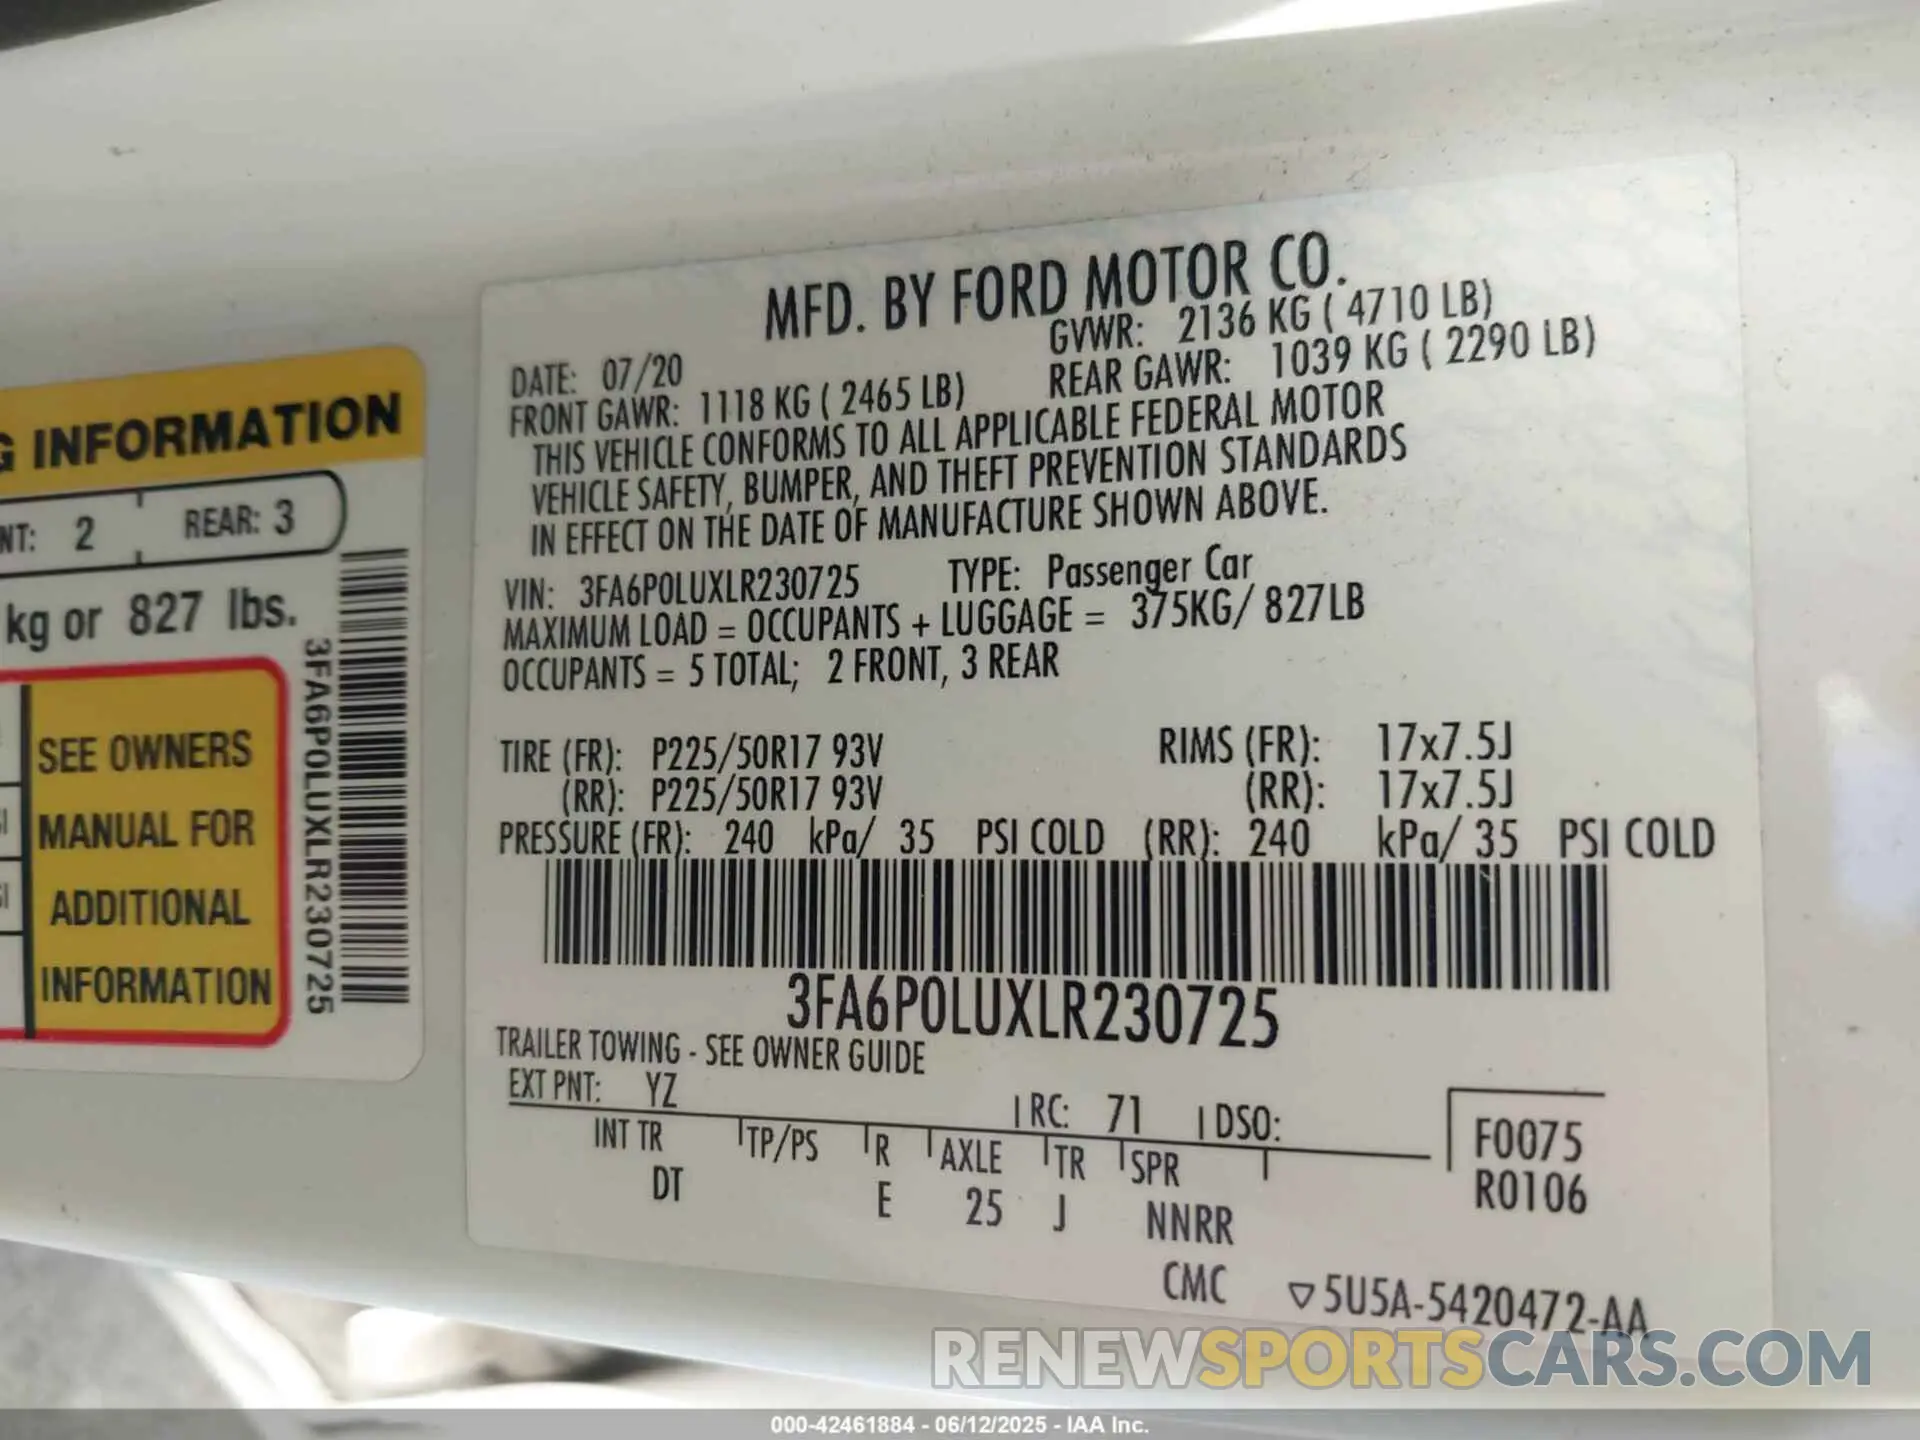 G INFORMATION
NT: 2 REAR: 3
kg or 827 lbs.
SEE OWNERS
MANUAL FOR
ADDITIONAL
INFORMATION
3FA6P0LUXLR230725
MFD. BY FORD MOTOR CO.
DATE: 07/20 GVWR: 2136 KG ( 4710 LB)
FRONT GAWR: 1118 KG ( 2465 LB) REAR GAWR: 1039 KG ( 2290 LB)
THIS VEHICLE CONFORMS TO ALL APPLICABLE FEDERAL MOTOR
VEHICLE SAFETY, BUMPER, AND THEFT PREVENTION STANDARDS
IN EFFECT ON THE DATE OF MANUFACTURE SHOWN ABOVE.
VIN: 3FA6P0LUXLR230725 TYPE: Passenger Car
MAXIMUM LOAD = OCCUPANTS + LUGGAGE = 375KG/ 827LB
OCCUPANTS = 5 TOTAL; 2 FRONT, 3 REAR
TIRE (FR): P225/50R17 93V RIMS (FR): 17x7.5J
(RR): P225/50R17 93V (RR): 17x7.5J
PRESSURE (FR): 240 kPa/ 35 PSI COLD (RR): 240 kPa/ 35 PSI COLD
3FA6P0LUXLR230725
TRAILER TOWING - SEE OWNER GUIDE
EXT PNT: YZ RC: 71 DSO:
INT TR TP/PS R AXLE TR SPR
DT E 25 J NNRR
F0075
R0106
CMC ▽5U5A-5420472-AA
RENEWSPORTSCARS.COM
000-42461884 - 06/12/2025 - IAA Inc.